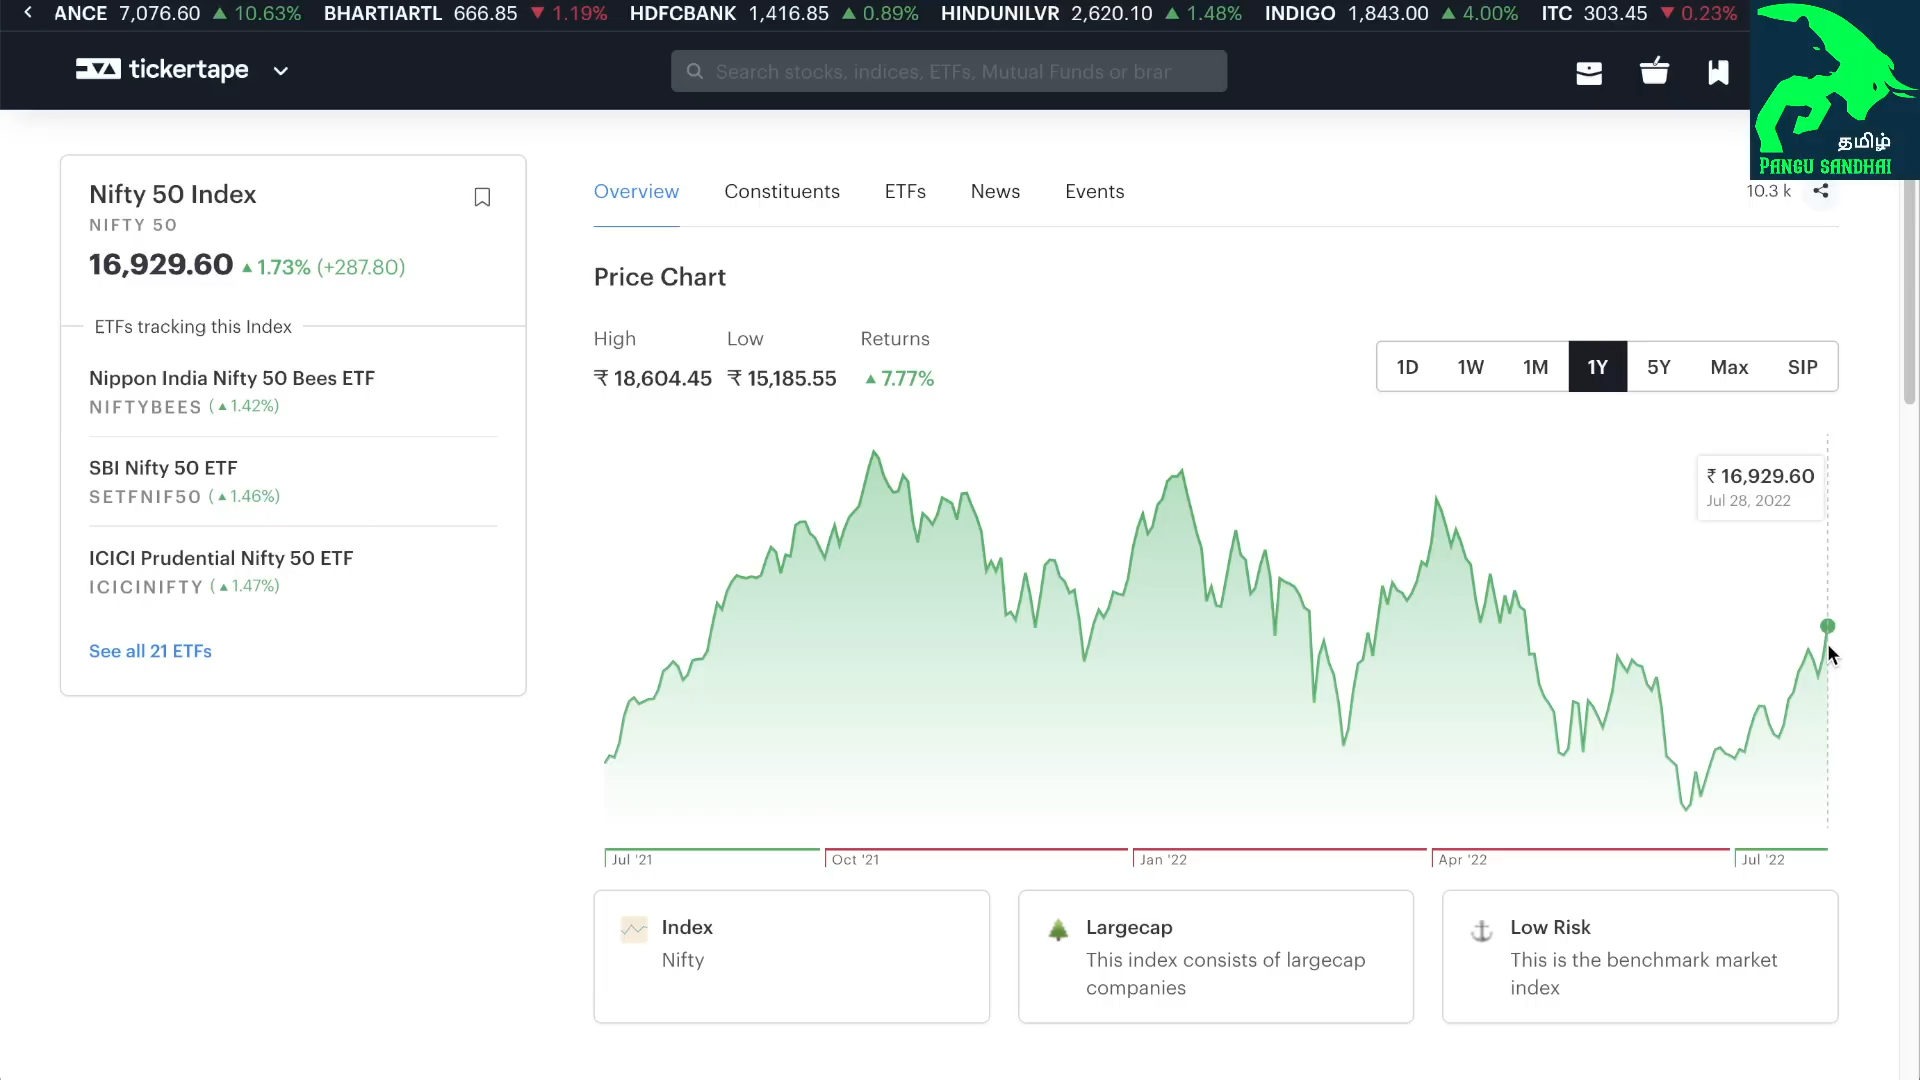 ANCE 7,076.60 ▲ 10.63% BHARTIARTL 666.85 ▼ 1.19% HDFCBANK 1,416.85 ▲ 0.89% HINDUNILVR 2,620.10 ▲ 1.48% INDIGO 1,843.00 ▲ 4.00% ITC 303.45 ▼ 0.23%
tickertape
Search stocks, indices, ETFs, Mutual Funds or bran
தமிழ்
PANGU SANDHAI
Nifty 50 Index
NIFTY 50
16,929.60 ▲ 1.73% (+287.80)
ETFs tracking this Index
Nippon India Nifty 50 Bees ETF
NIFTYBEES (▲1.42%)
SBI Nifty 50 ETF
SETFNIF50 (▲1.46%)
ICICI Prudential Nifty 50 ETF
ICICINIFTY (▲1.47%)
See all 21 ETFs
Overview Constituents ETFs News Events
10.3 k
Price Chart
High Low Returns
₹ 18,604.45 ₹ 15,185.55 ▲ 7.77%
1D 1W 1M 1Y 5Y Max SIP
₹ 16,929.60
Jul 28, 2022
Jul '21 Oct '21 Jan '22 Apr '22 Jul '22
Index
Nifty
Largecap
This index consists of largecap
companies
Low Risk
This is the benchmark market
index